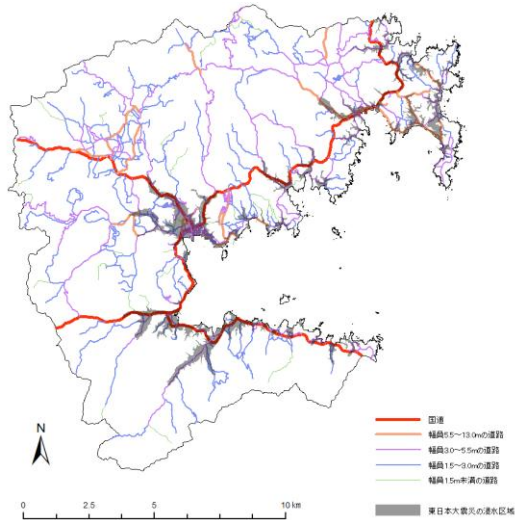 国道
幅員5.5～13.0mの道路
幅員3.0～5.5mの道路
幅員1.5～3.0mの道路
幅員1.5m未満の道路
東日本大震災の浸水区域
N
0 2.5 5 10 km